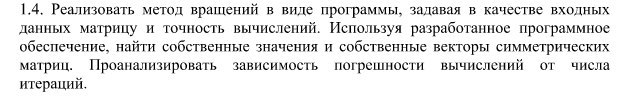 1.4. Реализовать метод вращений в виде программы, задавая в качестве входных
данных матрицу и точность вычислений. Используя разработанное программное
обеспечение, найти собственные значения и собственные векторы симметрических
матриц. Проанализировать зависимость погрешности вычислений от числа
итераций.